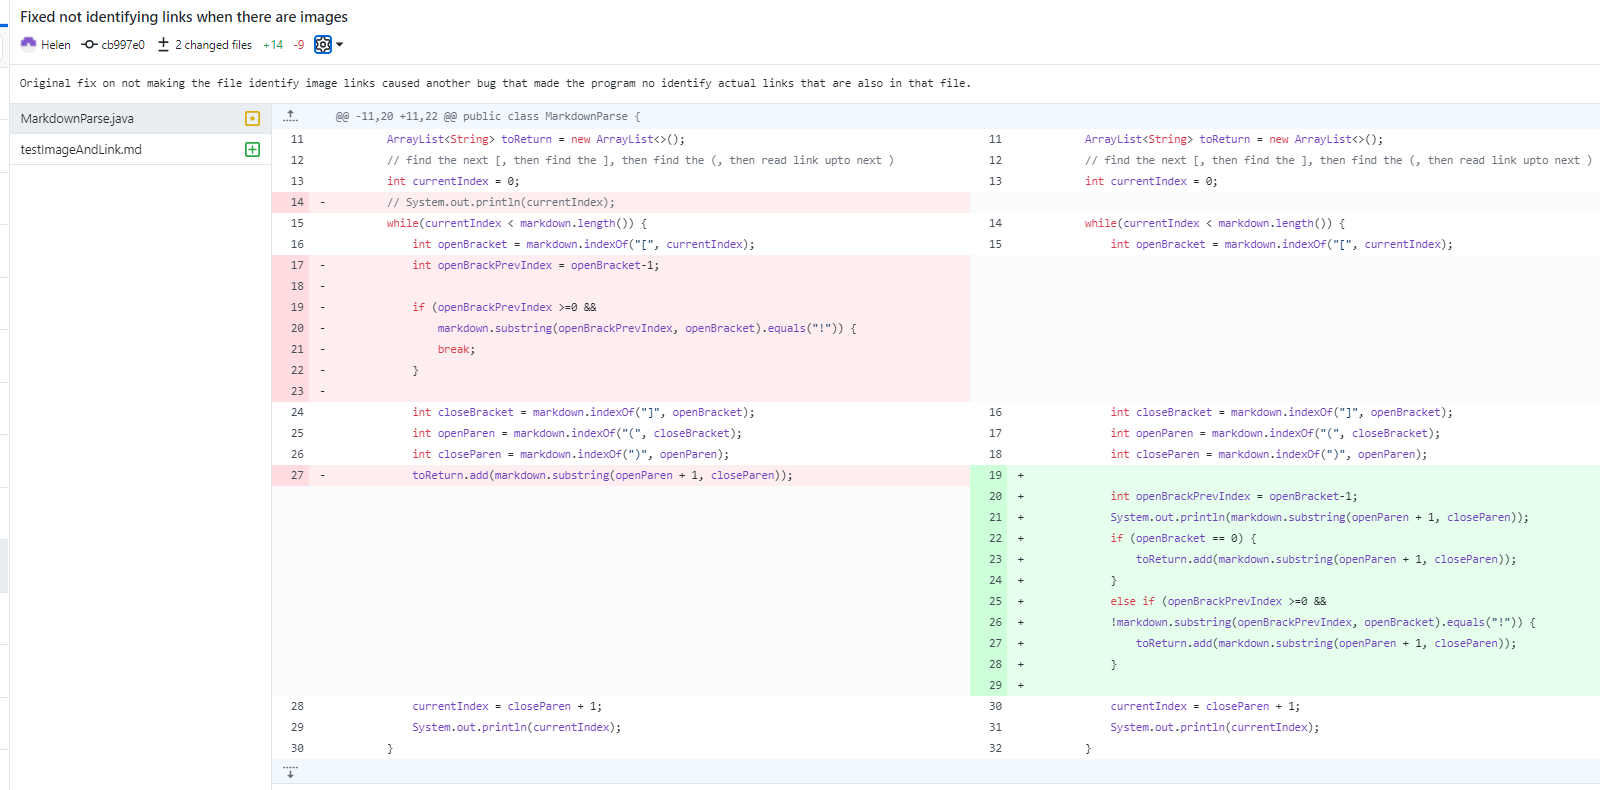 Fixed not identifying links when there are images
Helen cb997e0 2 changed files +14 -9
Original fix on not making the file identify image links caused another bug that made the program no identify actual links that are also in that file.
MarkdownParse.java
testImageAndLink.md
@@ -11,20 +11,22 @@ public class MarkdownParse {
11 ArrayList<String> toReturn = new ArrayList<>();
12 // find the next [, then find the ], then find the (, then read link upto next )
13 int currentIndex = 0;
14 - // System.out.println(currentIndex);
15 while(currentIndex < markdown.length()) {
16 int openBracket = markdown.indexOf("[", currentIndex);
17 - int openBrackPrevIndex = openBracket-1;
18 -
19 - if (openBrackPrevIndex >=0 &&
20 - markdown.substring(openBrackPrevIndex, openBracket).equals("!")) {
21 - break;
22 - }
23 -
24 int closeBracket = markdown.indexOf("]", openBracket);
25 int openParen = markdown.indexOf("(", closeBracket);
26 int closeParen = markdown.indexOf(")", openParen);
27 - toReturn.add(markdown.substring(openParen + 1, closeParen));
28 currentIndex = closeParen + 1;
29 System.out.println(currentIndex);
30 }
11 ArrayList<String> toReturn = new ArrayList<>();
12 // find the next [, then find the ], then find the (, then read link upto next )
13 int currentIndex = 0;
14 while(currentIndex < markdown.length()) {
15 int openBracket = markdown.indexOf("[", currentIndex);
16 int closeBracket = markdown.indexOf("]", openBracket);
17 int openParen = markdown.indexOf("(", closeBracket);
18 int closeParen = markdown.indexOf(")", openParen);
19 +
20 + int openBrackPrevIndex = openBracket-1;
21 + System.out.println(markdown.substring(openParen + 1, closeParen));
22 + if (openBracket == 0) {
23 + toReturn.add(markdown.substring(openParen + 1, closeParen));
24 + }
25 + else if (openBrackPrevIndex >=0 &&
26 + !markdown.substring(openBrackPrevIndex, openBracket).equals("!")) {
27 + toReturn.add(markdown.substring(openParen + 1, closeParen));
28 + }
29 +
30 currentIndex = closeParen + 1;
31 System.out.println(currentIndex);
32 }